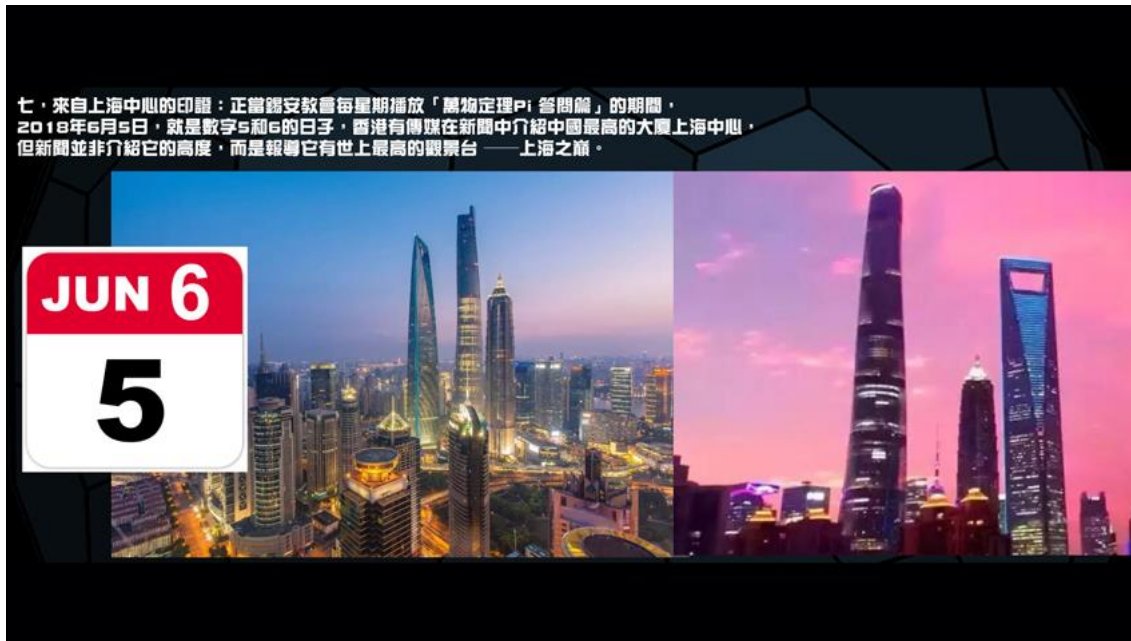 七，來自上海中心的印證：正當錫安教會每星期播放「萬物定理Pi 答問篇」的期間，
2018年6月5日，就是數字5和6的日子，香港有傳媒在新聞中介紹中國最高的大廈上海中心，
但新聞並非介紹它的高度，而是報導它有世上最高的觀景台 ——上海之巔。
JUN 6
5